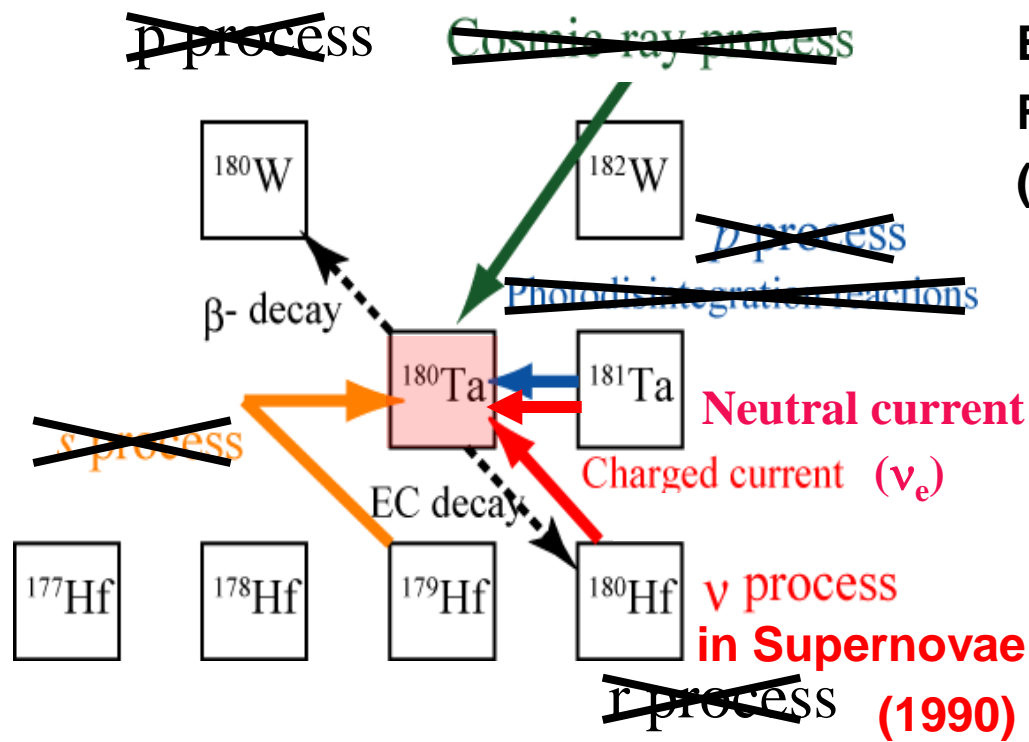 p process
Cosmic ray process
¹⁸⁰W
¹⁸²W
p process
Photodisintegration reactions
β- decay
¹⁸⁰Ta
¹⁸¹Ta
Neutral current
s process
Charged current (νₑ)
EC decay
¹⁷⁷Hf
¹⁷⁸Hf
¹⁷⁹Hf
¹⁸⁰Hf
ν process
in Supernovae
r process
(1990)